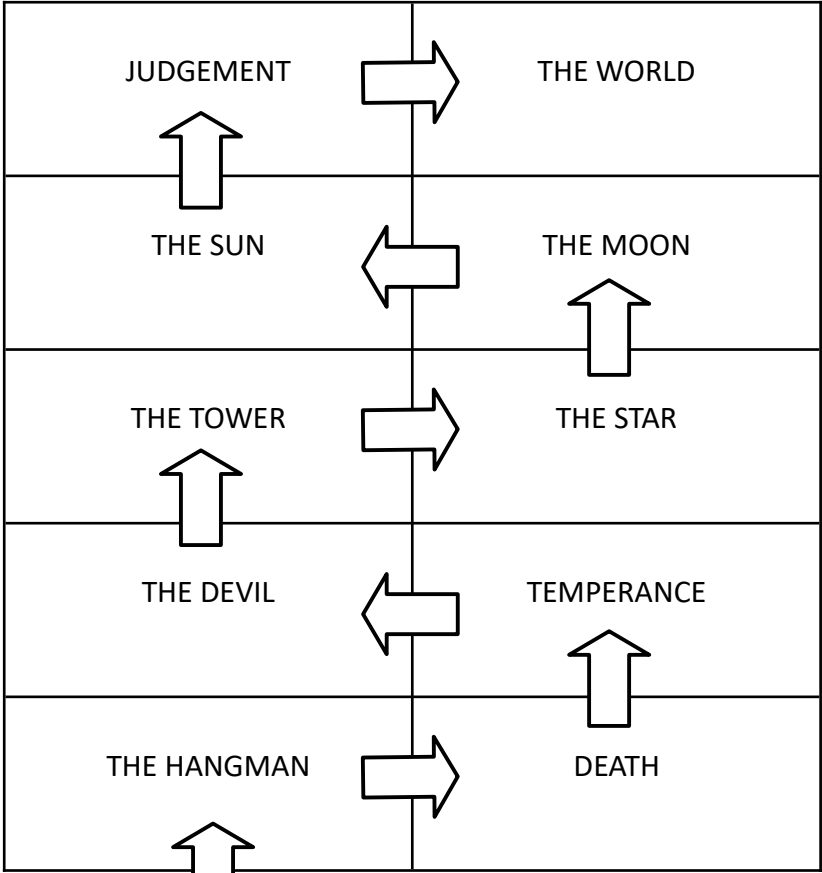 JUDGEMENT
THE WORLD
THE SUN
THE MOON
THE TOWER
THE STAR
THE DEVIL
TEMPERANCE
THE HANGMAN
DEATH